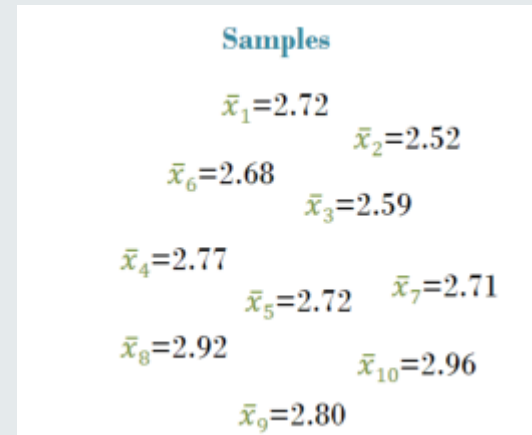 Samples
x̄₁=2.72
x̄₂=2.52
x̄₆=2.68
x̄₃=2.59
x̄₄=2.77
x̄₇=2.71
x̄₅=2.72
x̄₈=2.92
x̄₁₀=2.96
x̄₉=2.80